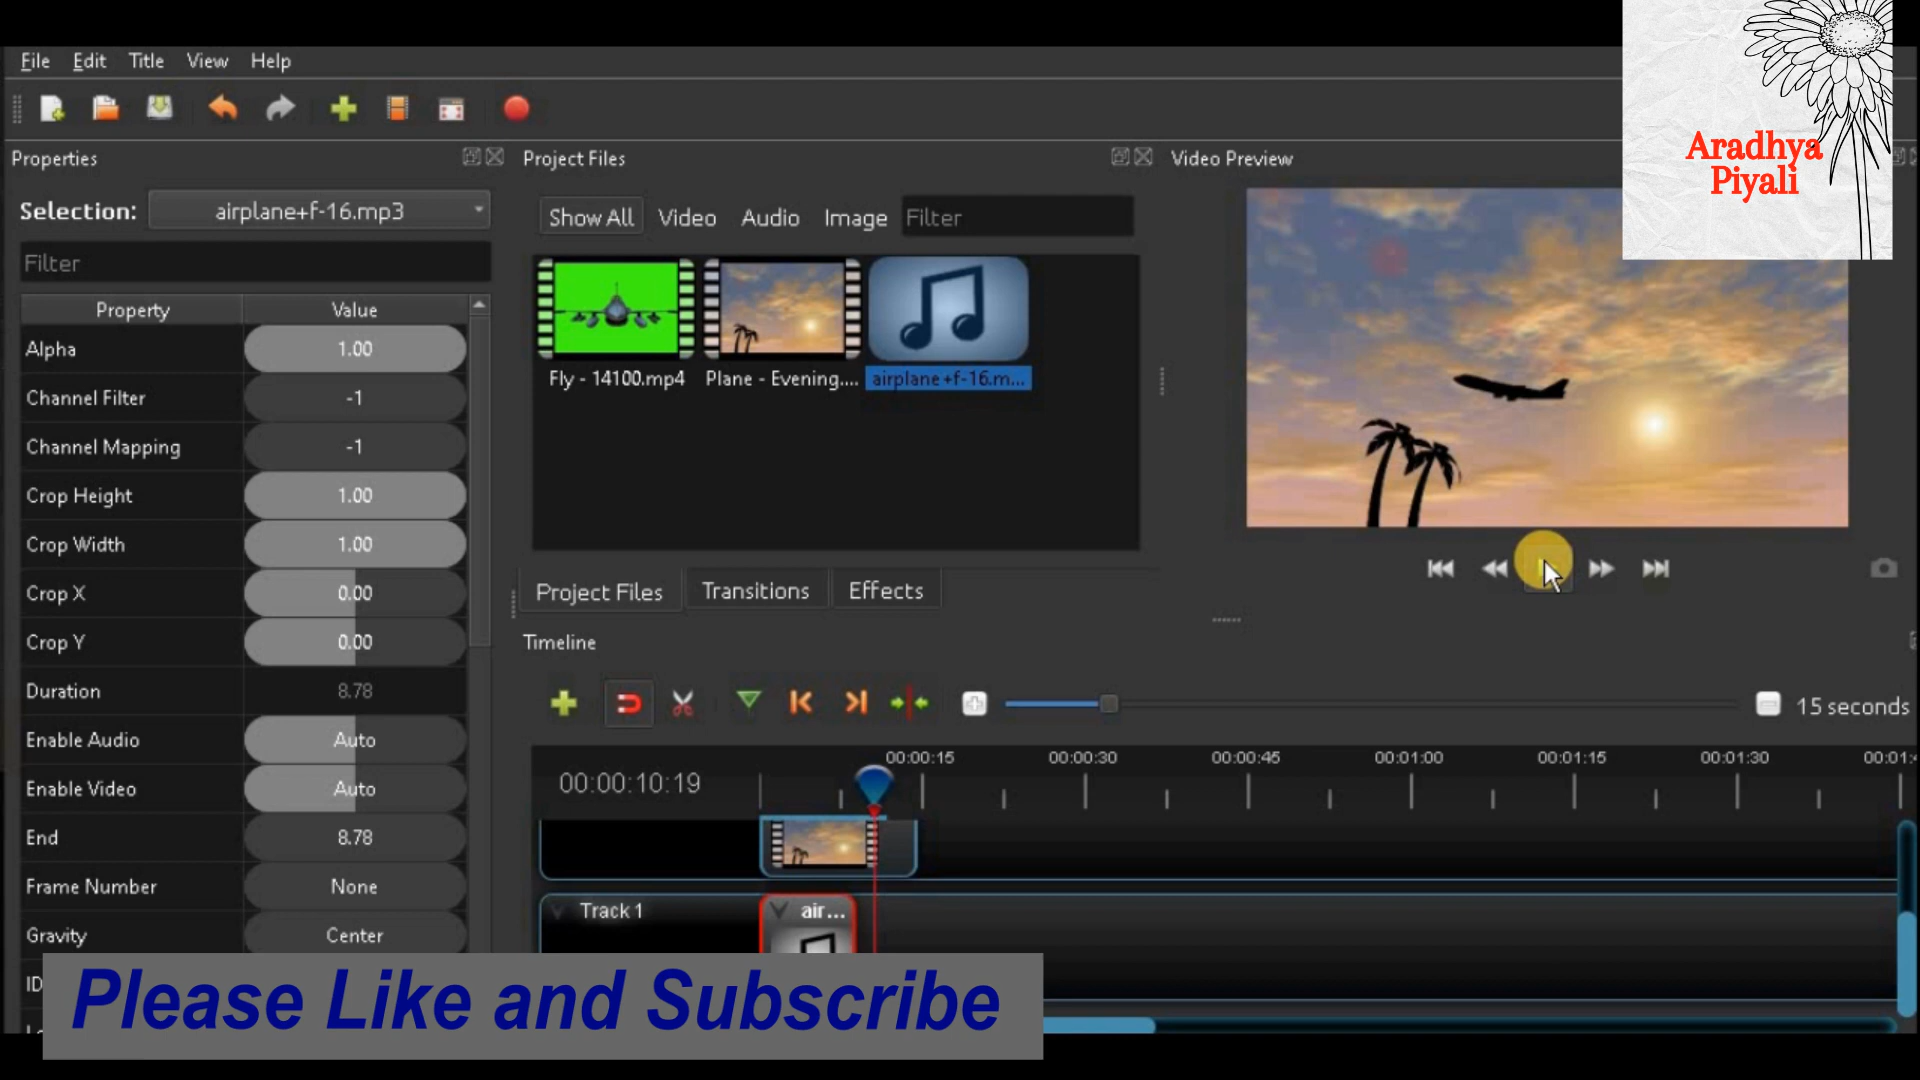 File Edit Title View Help
Aradhya
Piyali
Properties
Project Files
Video Preview
Selection: airplane+f-16.mp3
Show All Video Audio Image Filter
Filter
Property Value
Alpha 1.00
Channel Filter -1
Channel Mapping -1
Crop Height 1.00
Crop Width 1.00
Crop X 0.00
Crop Y 0.00
Duration 8.78
Enable Audio Auto
Enable Video Auto
End 8.78
Frame Number None
Gravity Center
ID
Fly - 14100.mp4 Plane - Evening.... airplane+f-16.m...
Project Files Transitions Effects
Timeline
15 seconds
00:00:10:19
00:00:15 00:00:30 00:00:45 00:01:00 00:01:15 00:01:30 00:01:
Track 1
air...
Please Like and Subscribe